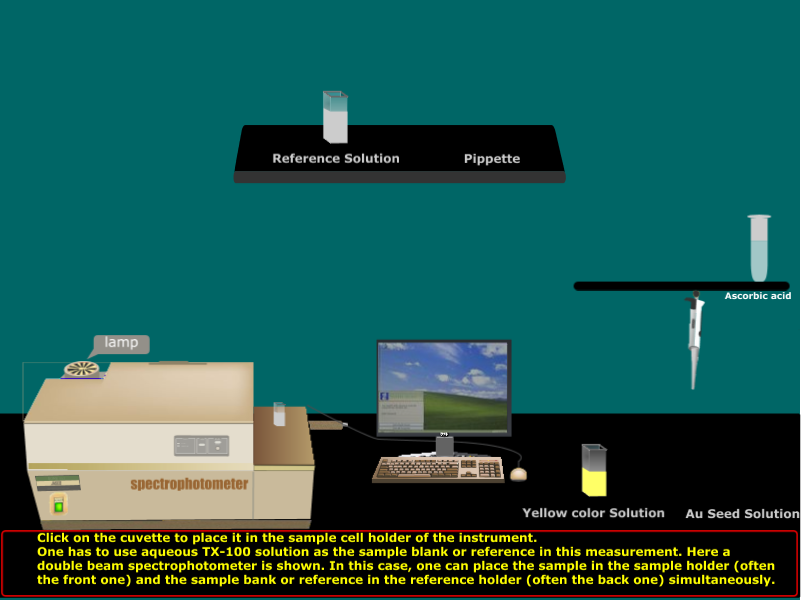 Reference Solution
Pippette
Ascorbic acid
lamp
spectrophotometer
Yellow color Solution
Au Seed Solution
Click on the cuvette to place it in the sample cell holder of the instrument.
One has to use aqueous TX-100 solution as the sample blank or reference in this measurement. Here a
double beam spectrophotometer is shown. In this case, one can place the sample in the sample holder (often
the front one) and the sample bank or reference in the reference holder (often the back one) simultaneously.